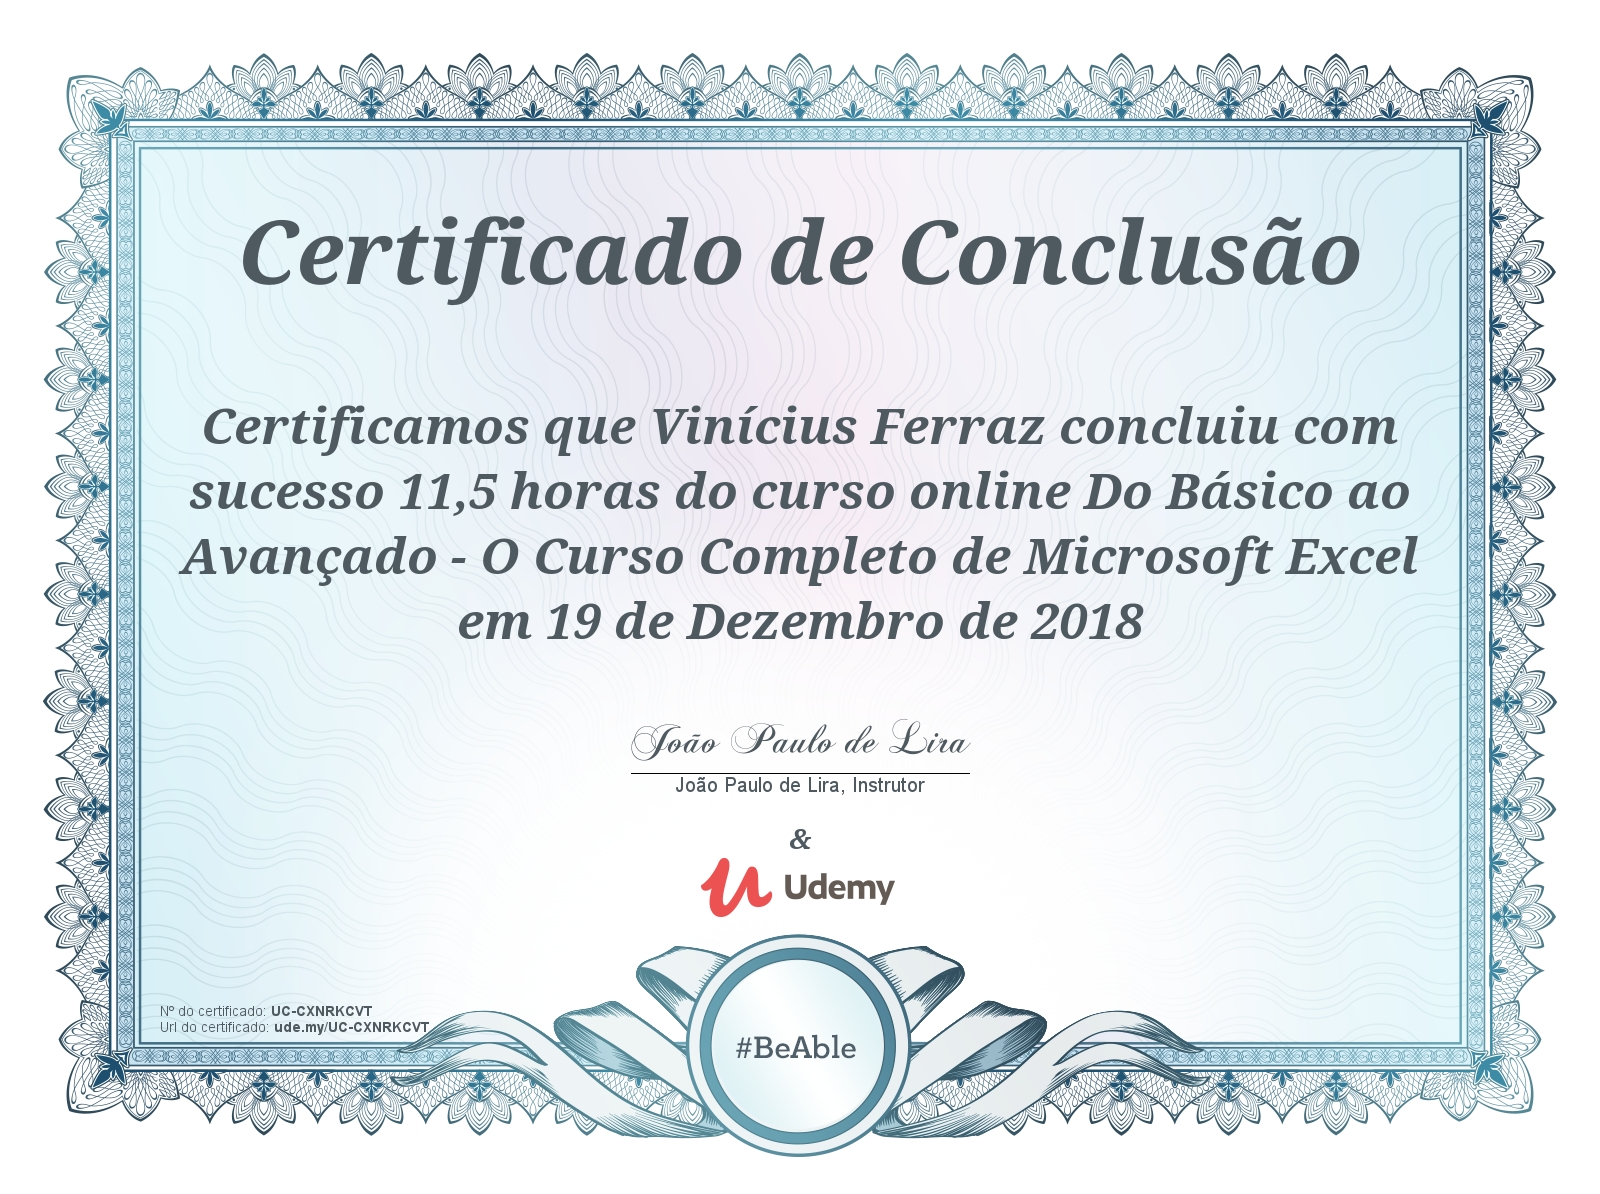 Certificado de Conclusão
Certificamos que Vinícius Ferraz concluiu com
sucesso 11,5 horas do curso online Do Básico ao
Avançado - O Curso Completo de Microsoft Excel
em 19 de Dezembro de 2018
João Paulo de Lira
João Paulo de Lira, Instrutor
&
Udemy
Nº do certificado: UC-CXNRKCVT
Url do certificado: ude.my/UC-CXNRKCVT
#BeAble